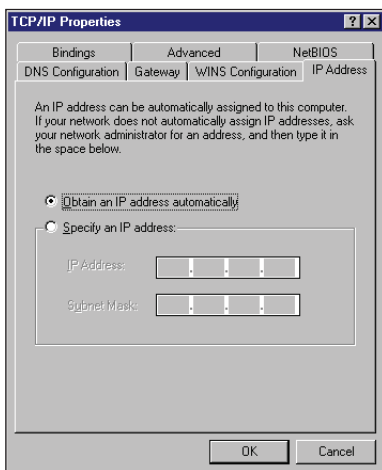 TCP/IP Properties
Bindings Advanced NetBIOS
DNS Configuration Gateway WINS Configuration IP Address
An IP address can be automatically assigned to this computer.
If your network does not automatically assign IP addresses, ask
your network administrator for an address, and then type it in
the space below.
Obtain an IP address automatically
Specify an IP address:
IP Address:
Subnet Mask:
OK Cancel